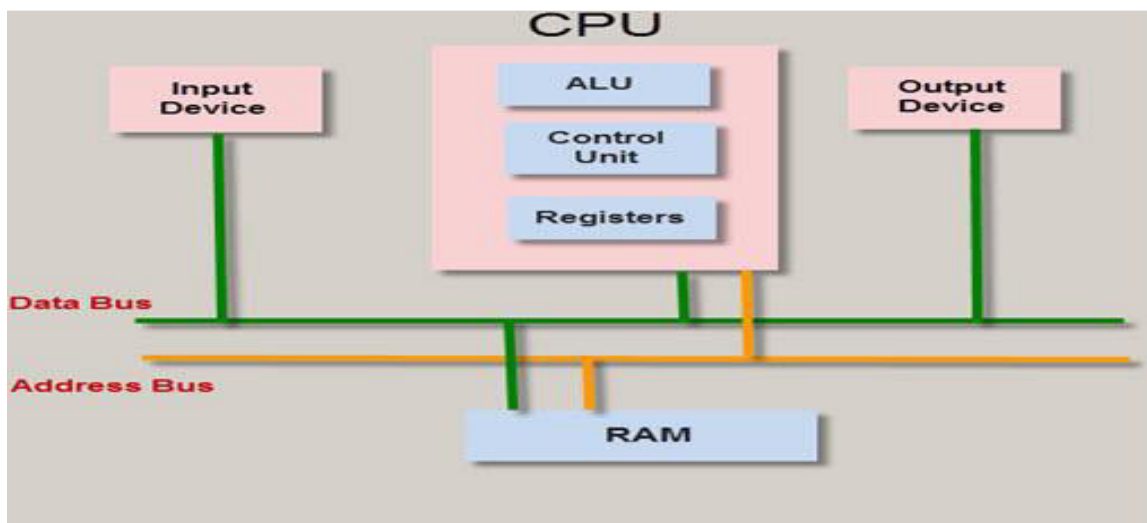 CPU
Input
Device
ALU
Control
Unit
Registers
Output
Device
Data Bus
Address Bus
RAM